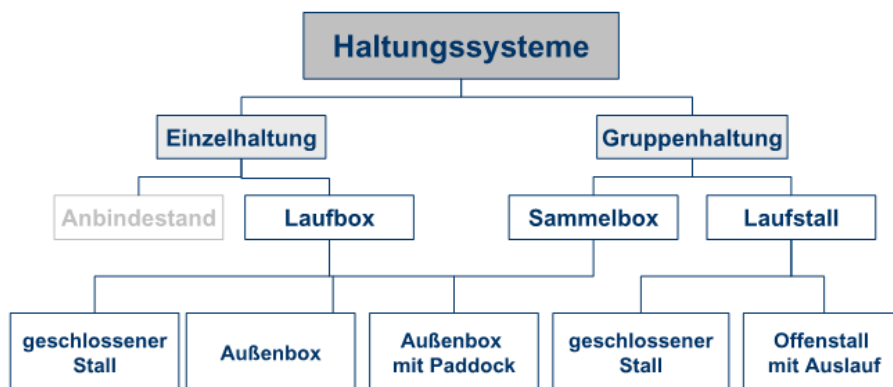 Haltungssysteme
Einzelhaltung
Gruppenhaltung
Anbindestand
Laufbox
Sammelbox
Laufstall
geschlossener
Stall
Außenbox
Außenbox
mit Paddock
geschlossener
Stall
Offenstall
mit Auslauf